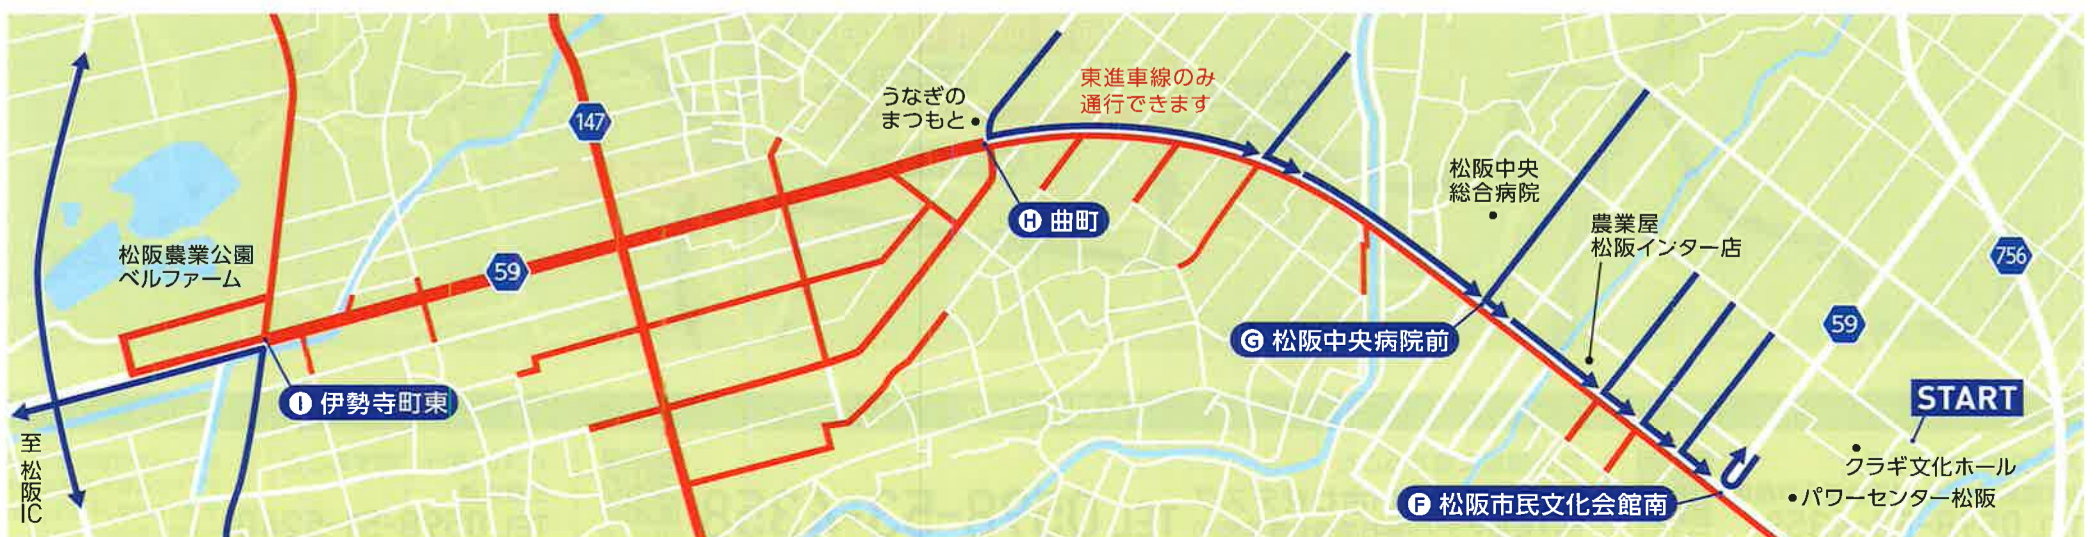 東進車線のみ
通行できます
うなぎの
まつもと
147
松阪中央
総合病院
H 曲町
農業屋
松阪インター店
松阪農業公園
ベルファーム
59
756
G 松阪中央病院前
59
I 伊勢寺町東
START
至
松阪IC
クラギ文化ホール
パワーセンター松阪
F 松阪市民文化会館南